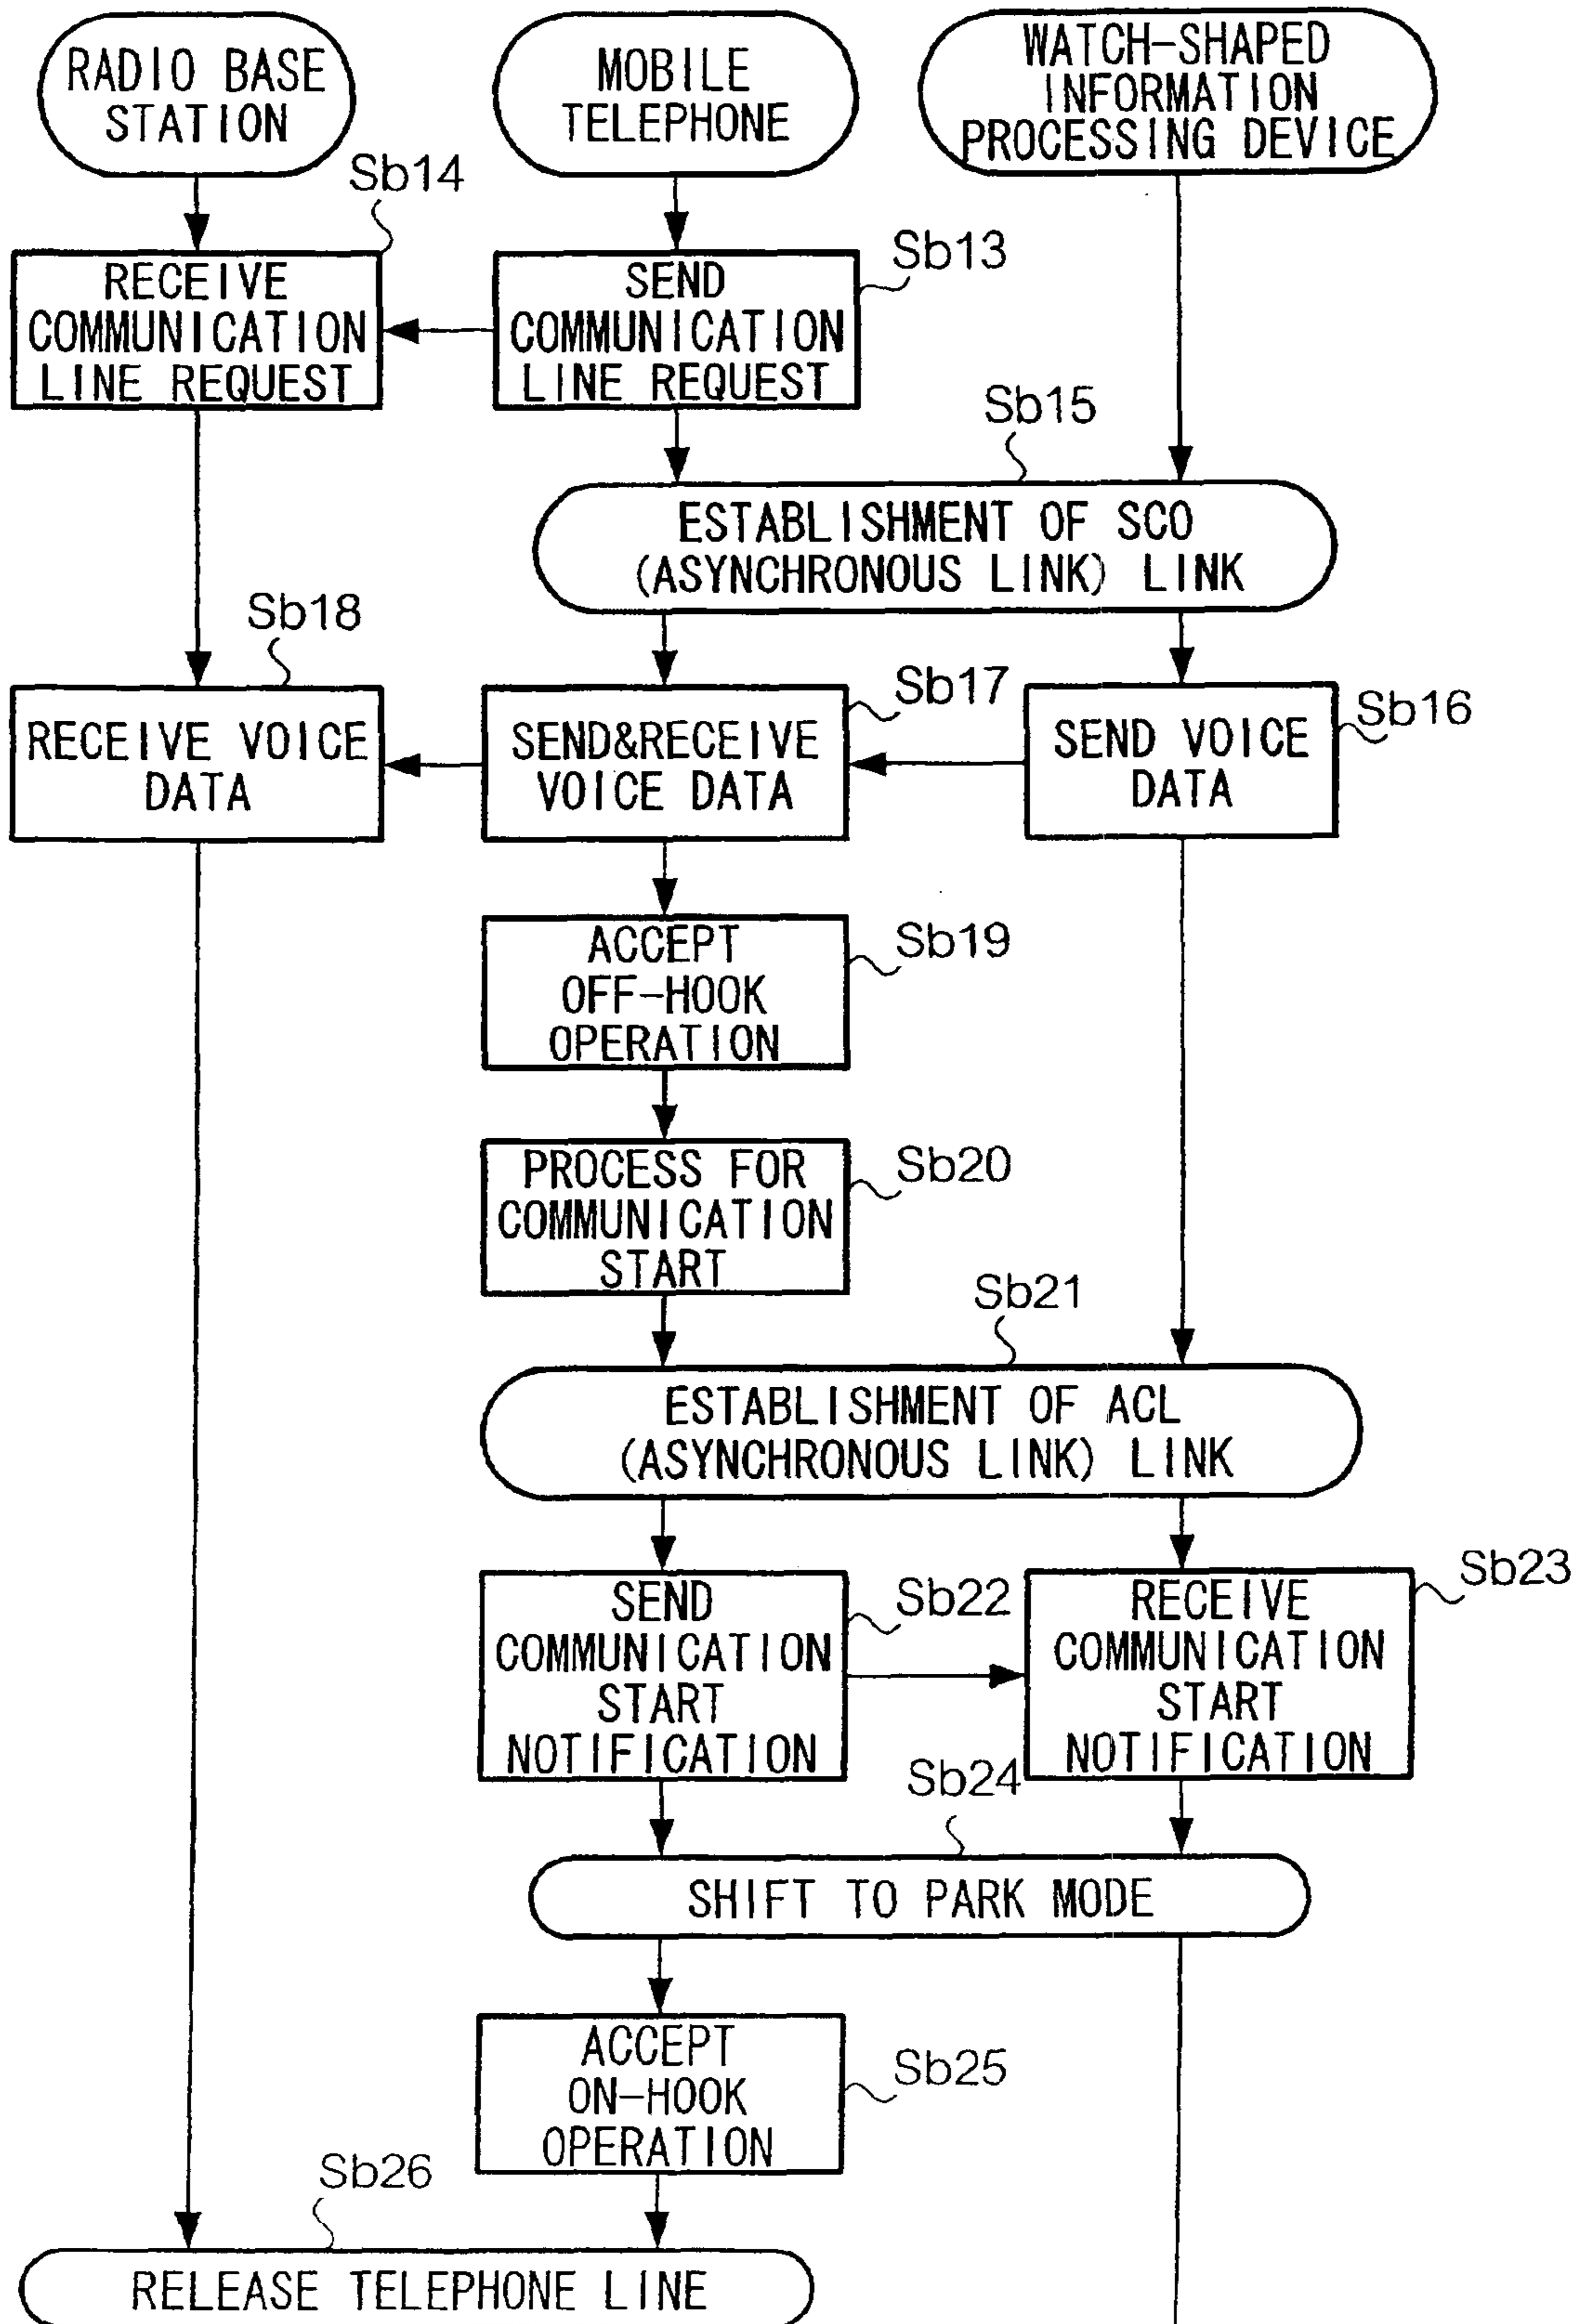 RADIO BASE
STATION
MOBILE
TELEPHONE
WATCH-SHAPED
INFORMATION
PROCESSING DEVICE
Sb14
RECEIVE
COMMUNICATION
LINE REQUEST
Sb13
SEND
COMMUNICATION
LINE REQUEST
Sb15
ESTABLISHMENT OF SCO
(ASYNCHRONOUS LINK) LINK
Sb18
RECEIVE VOICE
DATA
Sb17
SEND&RECEIVE
VOICE DATA
Sb16
SEND VOICE
DATA
Sb19
ACCEPT
OFF-HOOK
OPERATION
Sb20
PROCESS FOR
COMMUNICATION
START
Sb21
ESTABLISHMENT OF ACL
(ASYNCHRONOUS LINK) LINK
Sb22
SEND
COMMUNICATION
START
NOTIFICATION
Sb23
RECEIVE
COMMUNICATION
START
NOTIFICATION
Sb24
SHIFT TO PARK MODE
Sb25
ACCEPT
ON-HOOK
OPERATION
Sb26
RELEASE TELEPHONE LINE